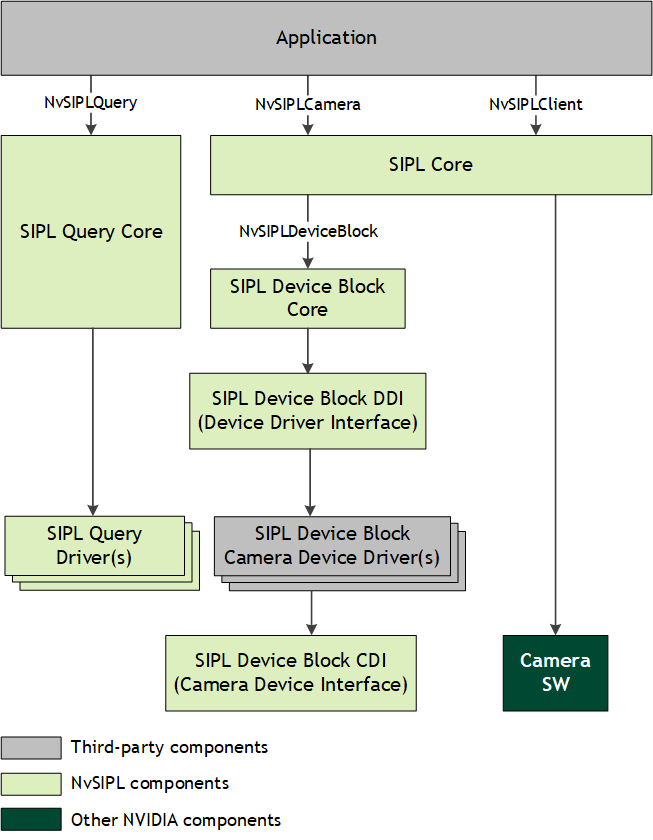 Application
NvSIPLQuery
NvSIPLCamera
NvSIPLClient
SIPL Query Core
SIPL Core
NvSIPLDeviceBlock
SIPL Device Block
Core
SIPL Device Block DDI
(Device Driver Interface)
SIPL Query
Driver(s)
SIPL Device Block
Camera Device Driver(s)
SIPL Device Block CDI
(Camera Device Interface)
Camera
SW
Third-party components
NvSIPL components
Other NVIDIA components